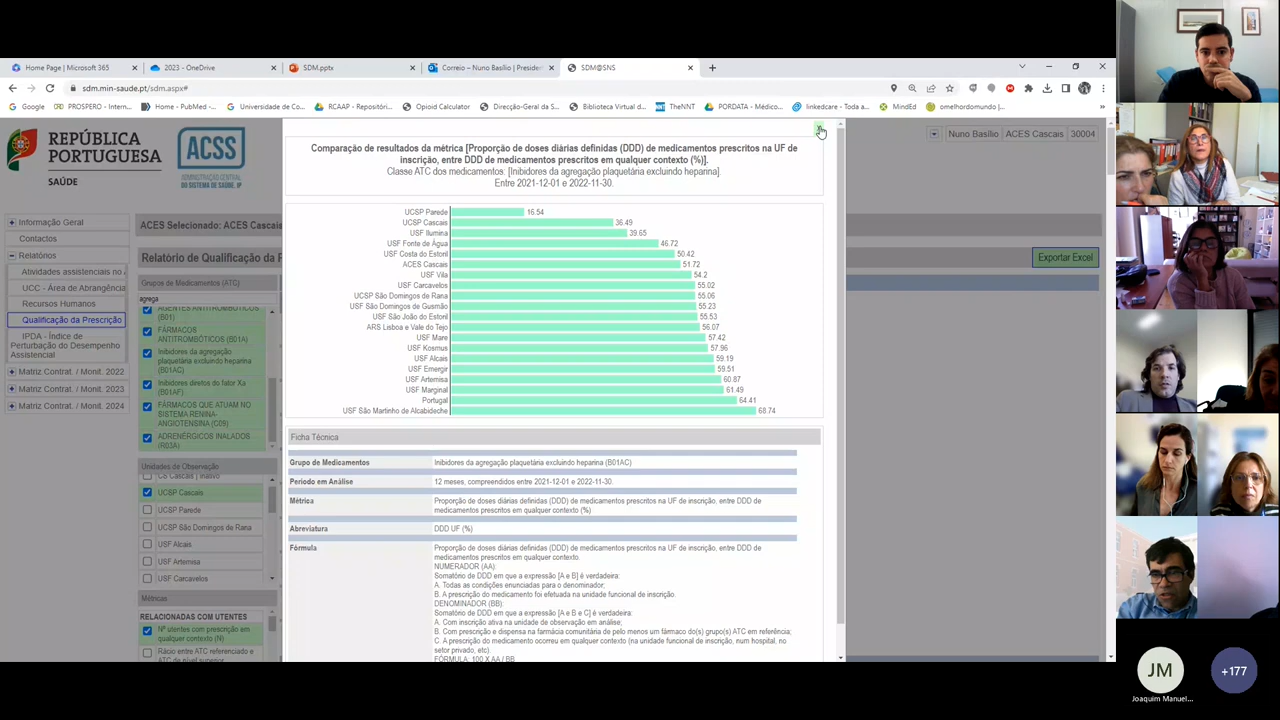 Home Page | Microsoft 365
2023 - OneDrive
SDM.pptx
Correio – Nuno Basílio | Presiden
SDM@SNS
sdm.min-saude.pt/sdm.aspx#
Google
PROSPERO - Intern...
Home - PubMed -...
Universidade de Co...
RCAAP - Repositóri...
Opioid Calculator
Direcção-Geral da S...
Biblioteca Virtual d...
TheNNT
PORDATA - Médico...
linkedcare - Toda a...
MindEd
omelhordomundo|...
REPÚBLICA
PORTUGUESA
SAÚDE
ACSS
ADMINISTRAÇÃO CENTRAL
DO SISTEMA DE SAÚDE, IP
Nuno Basílio
ACES Cascais
30004
Informação Geral
Contactos
Relatórios
Atividades assistenciais no A
UCC - Área de Abrangência
Recursos Humanos
Qualificação da Prescrição
IPDA - Índice de
Perturbação do Desempenho
Assistencial
Matriz Contrat. / Monit. 2022
Matriz Contrat. / Monit. 2023
Matriz Contrat. / Monit. 2024
ACES Selecionado: ACES Cascais
Relatório de Qualificação da P
Exportar Excel
Grupos de Medicamentos (ATC)
agrega
AGENTES ANTITROMBÓTICOS
(B01)
FÁRMACOS
ANTITROMBÓTICOS (B01A)
Inibidores da agregação
plaquetária excluindo heparina
(B01AC)
Inibidores diretos do fator Xa
(B01AF)
FÁRMACOS QUE ATUAM NO
SISTEMA RENINA-
ANGIOTENSINA (C09)
ADRENÉRGICOS INALADOS
(R03A)
Unidades de Observação
CS Cascais | Inativo
UCSP Cascais
UCSP Parede
UCSP São Domingos de Rana
USF Alcais
USF Artemisa
USF Carcavelos
Métricas
RELACIONADAS COM UTENTES
Nº utentes com prescrição em
qualquer contexto (N)
Rácio entre ATC referenciado e
ATC de nível superior
X
Comparação de resultados da métrica [Proporção de doses diárias definidas (DDD) de medicamentos prescritos na UF de
inscrição, entre DDD de medicamentos prescritos em qualquer contexto (%)].
Classe ATC dos medicamentos: [Inibidores da agregação plaquetária excluindo heparina].
Entre 2021-12-01 e 2022-11-30.
UCSP Parede 16.54
UCSP Cascais 36.49
USF Ilumina 39.65
USF Fonte de Água 46.72
USF Costa do Estoril 50.42
ACES Cascais 51.72
USF Vila 54.2
USF Carcavelos 55.02
UCSP São Domingos de Rana 55.06
USF São Domingos de Gusmão 55.23
USF São João do Estoril 55.53
ARS Lisboa e Vale do Tejo 56.07
USF Mare 57.42
USF Kosmus 57.96
USF Alcais 59.19
USF Emergir 59.51
USF Artemisa 60.87
USF Marginal 61.49
Portugal 64.41
USF São Martinho de Alcabideche 68.74
Ficha Técnica
Grupo de Medicamentos Inibidores da agregação plaquetária excluindo heparina (B01AC)
Período em Análise 12 meses, compreendidos entre 2021-12-01 e 2022-11-30.
Métrica Proporção de doses diárias definidas (DDD) de medicamentos prescritos na UF de inscrição, entre DDD de
medicamentos prescritos em qualquer contexto (%)
Abreviatura DDD UF (%)
Fórmula Proporção de doses diárias definidas (DDD) de medicamentos prescritos na UF de inscrição, entre DDD de
medicamentos prescritos em qualquer contexto.
NUMERADOR (AA):
Somatório de DDD em que a expressão [A e B] é verdadeira:
A. Todas as condições enunciadas para o denominador;
B. A prescrição do medicamento foi efetuada na unidade funcional de inscrição.
DENOMINADOR (BB):
Somatório de DDD em que a expressão [A e B e C] é verdadeira:
A. Com inscrição ativa na unidade de observação em análise;
B. Com prescrição e dispensa na farmácia comunitária de pelo menos um fármaco do(s) grupo(s) ATC em referência;
C. A prescrição do medicamento ocorreu em qualquer contexto (na unidade funcional de inscrição, num hospital, no
setor privado, etc).
FÓRMULA: 100 X AA / BB
JM
Joaquim Manuel...
+177